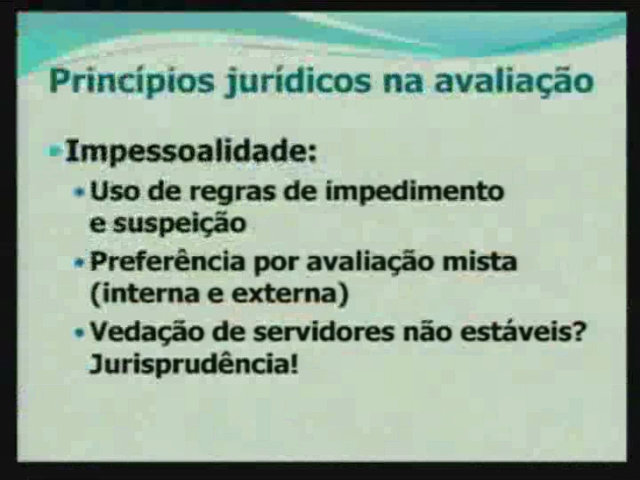 Princípios jurídicos na avaliação
Impessoalidade:
Uso de regras de impedimento
e suspeição
Preferência por avaliação mista
(interna e externa)
Vedação de servidores não estáveis?
Jurisprudência!